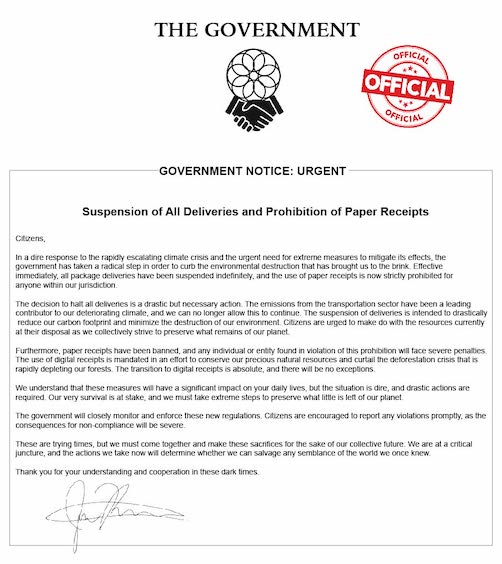 THE GOVERNMENT
OFFICIAL
OFFICIAL
OFFICIAL
GOVERNMENT NOTICE: URGENT
Suspension of All Deliveries and Prohibition of Paper Receipts
Citizens,
In a dire response to the rapidly escalating climate crisis and the urgent need for extreme measures to mitigate its effects, the
government has taken a radical step in order to curb the environmental destruction that has brought us to the brink. Effective
immediately, all package deliveries have been suspended indefinitely, and the use of paper receipts is now strictly prohibited for
anyone within our jurisdiction.
The decision to halt all deliveries is a drastic but necessary action. The emissions from the transportation sector have been a leading
contributor to our deteriorating climate, and we can no longer allow this to continue. The suspension of deliveries is intended to drastically
reduce our carbon footprint and minimize the destruction of our environment. Citizens are urged to make do with the resources currently
at their disposal as we collectively strive to preserve what remains of our planet.
Furthermore, paper receipts have been banned, and any individual or entity found in violation of this prohibition will face severe penalties.
The use of digital receipts is mandated in an effort to conserve our precious natural resources and curtail the deforestation crisis that is
rapidly depleting our forests. The transition to digital receipts is absolute, and there will be no exceptions.
We understand that these measures will have a significant impact on your daily lives, but the situation is dire, and drastic actions are
required. Our very survival is at stake, and we must take extreme steps to preserve what little is left of our planet.
The government will closely monitor and enforce these new regulations. Citizens are encouraged to report any violations promptly, as the
consequences for non-compliance will be severe.
These are trying times, but we must come together and make these sacrifices for the sake of our collective future. We are at a critical
juncture, and the actions we take now will determine whether we can salvage any semblance of the world we once knew.
Thank you for your understanding and cooperation in these dark times.